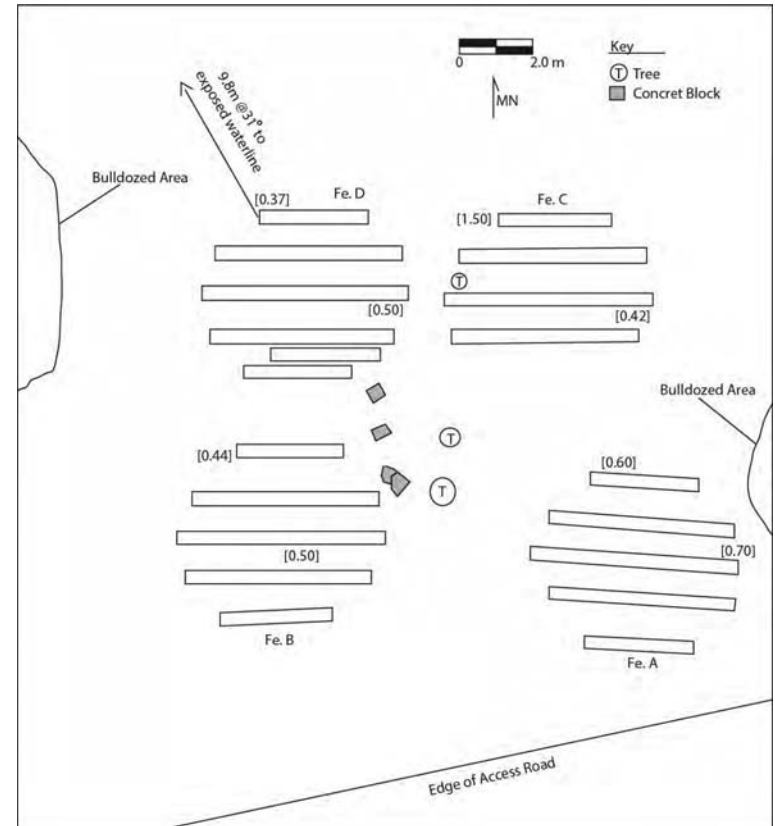 Key
0 2.0 m
T Tree
MN
Concret Block
9.8m @31° to
exposed waterline
Bulldozed Area
[0.37]
Fe. D
Fe. C
[1.50]
T
[0.50]
[0.42]
Bulldozed Area
T
[0.44]
[0.60]
T
[0.50]
[0.70]
Fe. B
Fe. A
Edge of Access Road